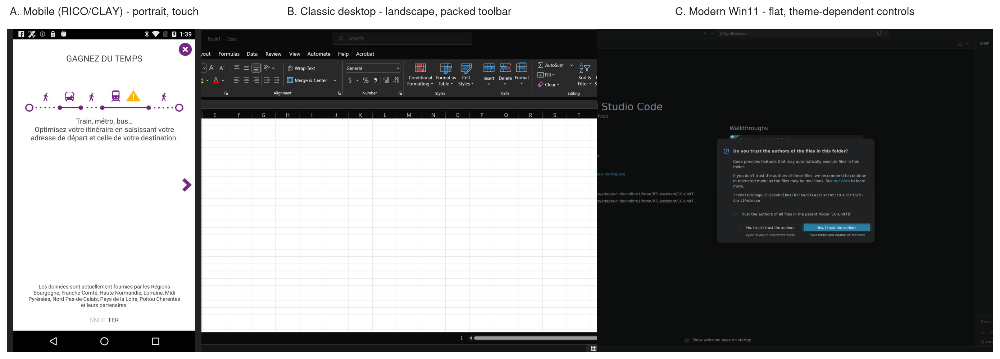 A. Mobile (RICO/CLAY) - portrait, touch
B. Classic desktop - landscape, packed toolbar
C. Modern Win11 - flat, theme-dependent controls
1:39
GAGNEZ DU TEMPS
Train, métro, bus...
Optimisez votre itinéraire en saisissant votre
adresse de départ et celle de votre destination.
Les données sont actuellement fournies par les Régions
Bourgogne, Franche-Comté, Haute Normandie, Lorraine, Midi
Pyrénées, Nord Pas-de-Calais, Pays de la Loire, Poitou Charentes
et leurs partenaires.
SNCF TER
Book1 - Excel
Search
yout Formulas Data Review View Automate Help Acrobat
Wrap Text
Merge & Center
Alignment
General
$ % 9
Number
Conditional Formatting
Format as Table
Cell Styles
Styles
Insert Delete Format
Cells
AutoSum
Fill
Clear
Sort &
Filter
Editing
E F G H I J K L M N O P Q R S T
2-AprilRelease
CHAT
Studio Code
lved
Walkthroughs
New Workspace...
te/edageuclidevhdlbm1/hiran/RTLAssistent/10-UnitT...
te/edageuclidevhdlbm1/hiran/RTLAssistent/10-UnitT...
Do you trust the authors of the files in this folder?
Code provides features that may automatically execute files in this
folder.
If you don't trust the authors of these files, we recommend to continue
in restricted mode as the files may be malicious. See our docs to learn
more.
/remote/edageuclidevhdlbm1/hiran/RTLAssistent/10-UnitTB/2-
AprilRelease
Trust the authors of all files in the parent folder '10-UnitTB'
No, I don't trust the authors
Yes, I trust the authors
Open folder in restricted mode
Trust folder and enable all features
Show welcome page on startup
Descri
Loca